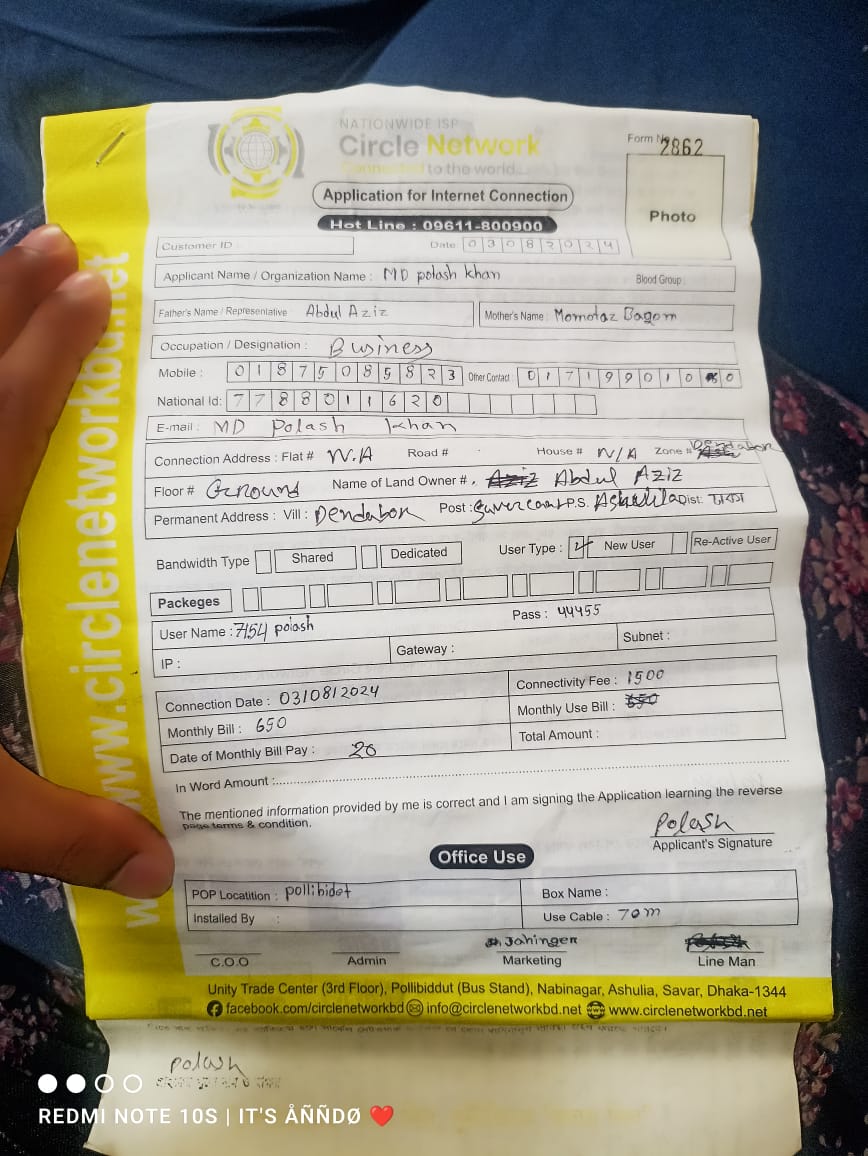 NATIONWIDE ISP
Circle Network
Connected to the world...
Form No 2862
Application for Internet Connection
Photo
Hot Line : 09611-800900
Customer ID : Date 03082024
Applicant Name / Organization Name : MD polash khan Blood Group :
Father's Name / Representative Abdul Aziz Mother's Name : Momotaz Bagom
Occupation / Designation : Business
Mobile : 01875085823 Other Contact : 017199010 0
National Id: 7788011620
E-mail : MD Polash Khan
Connection Address : Flat # N.A Road # House # N/A Zone # Dendabon
Floor # Ground Name of Land Owner #. Abdul Aziz
Permanent Address : Vill : Dendabon Post : P.S. Dist:
Bandwidth Type Shared Dedicated User Type : New User Re-Active User
Packeges
User Name : 7154 polash Pass : 44455
IP : Gateway : Subnet :
Connection Date : 03/08/2024 Connectivity Fee : 1500
Monthly Bill : 650 Monthly Use Bill : 650
Date of Monthly Bill Pay : 20 Total Amount :
In Word Amount :
The mentioned information provided by me is correct and I am signing the Application learning the reverse
page terms & condition.
Polash
Applicant's Signature
Office Use
POP Locatition : pollibidot Box Name :
Installed By : Use Cable : 70m
Jahinger
C.O.O Admin Marketing Line Man
Unity Trade Center (3rd Floor), Pollibiddut (Bus Stand), Nabinagar, Ashulia, Savar, Dhaka-1344
facebook.com/circlenetworkbd info@circlenetworkbd.net www.circlenetworkbd.net
www.circlenetworkbd.net
polash
REDMI NOTE 10S | IT'S ÅÑÑDØ ❤️